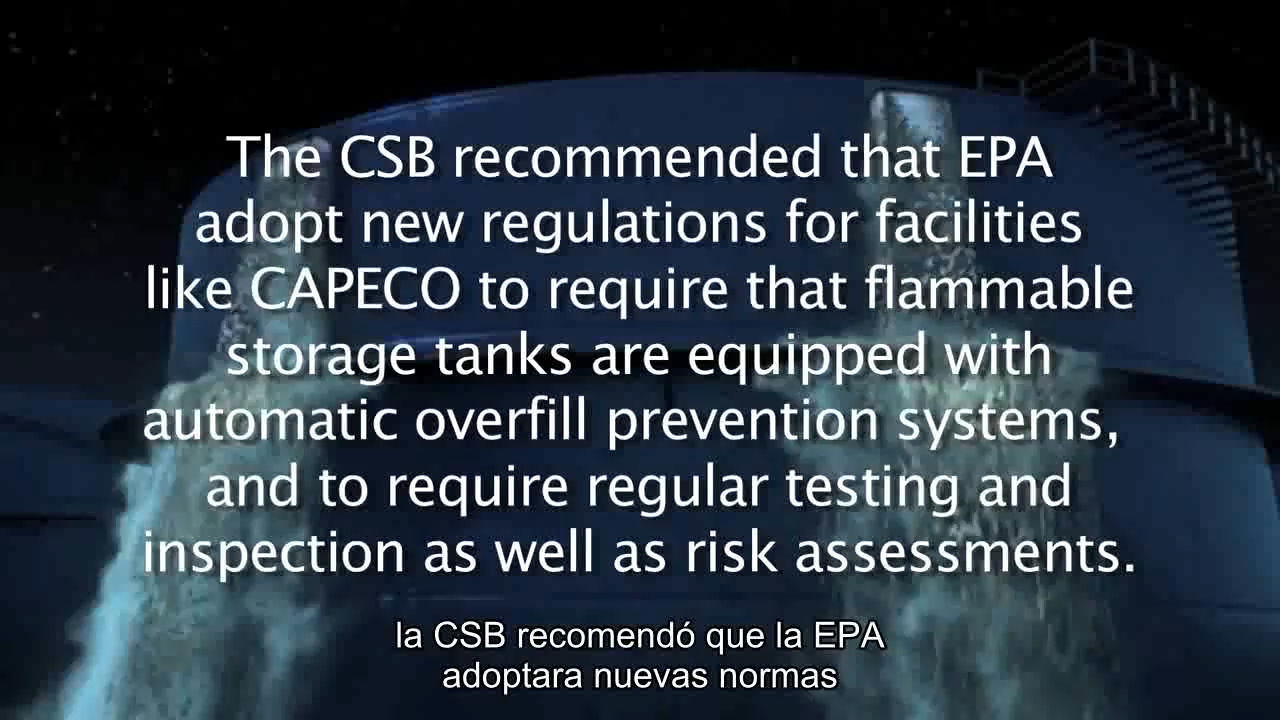 The CSB recommended that EPA
adopt new regulations for facilities
like CAPECO to require that flammable
storage tanks are equipped with
automatic overfill prevention systems,
and to require regular testing and
inspection as well as risk assessments.
la CSB recomendó que la EPA
adoptara nuevas normas